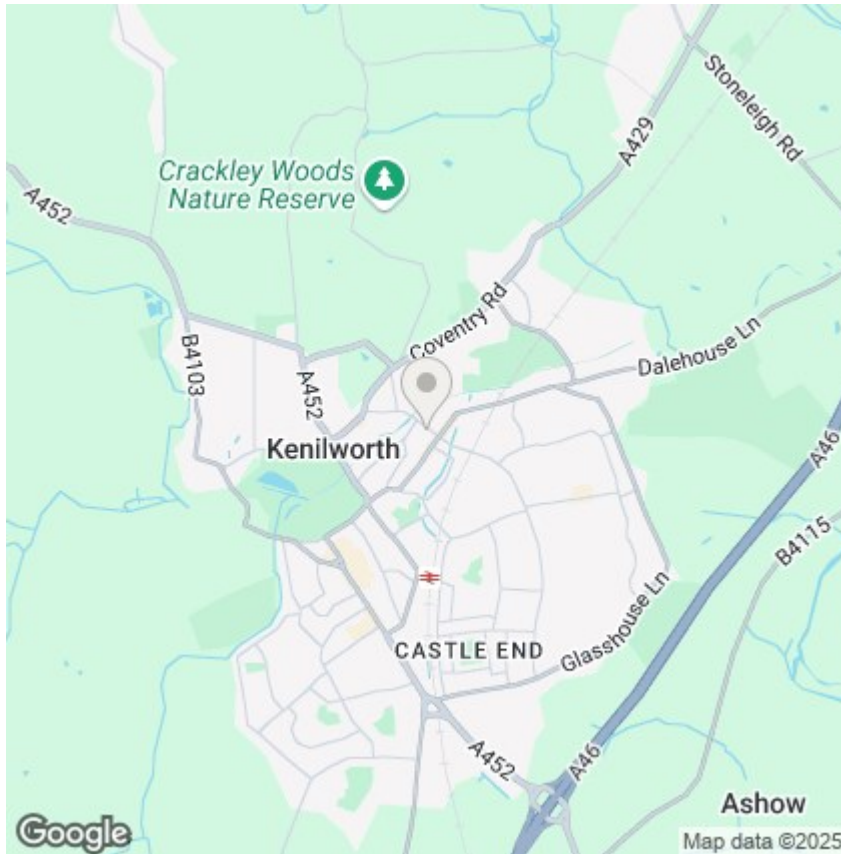 Stoneleigh Rd
A429
Crackley Woods
Nature Reserve
A452
Coventry Rd
Dalehouse Ln
B4103
A452
Kenilworth
A46
B4115
Glasshouse Ln
CASTLE END
A452
A46
Ashow
Google
Map data ©2025